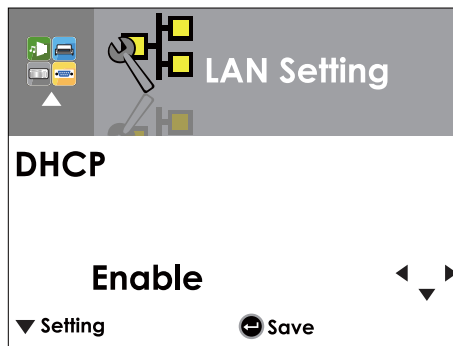 LAN Setting
DHCP
Enable
Setting
Save